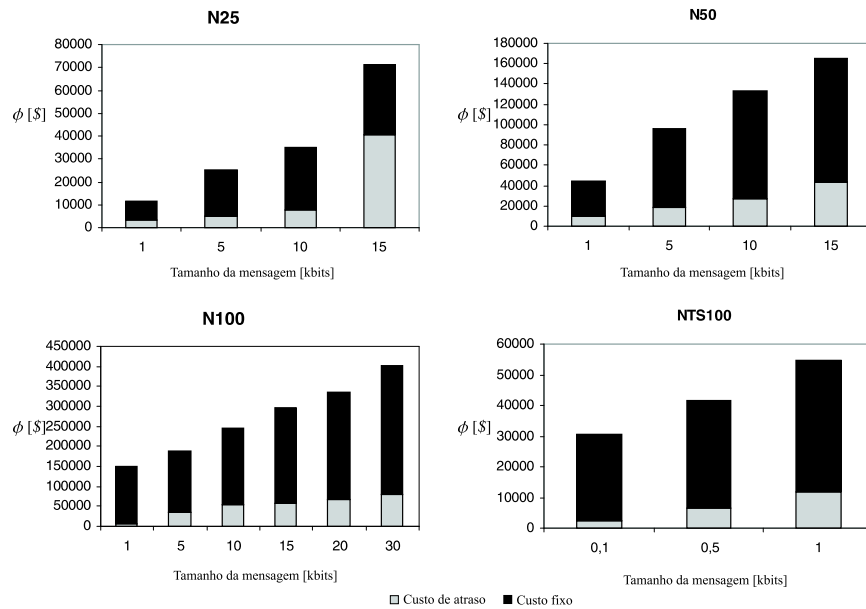 N25
80000
70000
60000
50000
40000
30000
20000
10000
0
ϕ [$]
1 5 10 15
Tamanho da mensagem [kbits]
N50
180000
160000
140000
120000
100000
80000
60000
40000
20000
0
ϕ [$]
1 5 10 15
Tamanho da mensagem [kbits]
N100
450000
400000
350000
300000
250000
200000
150000
100000
50000
0
ϕ [$]
1 5 10 15 20 30
Tamanho da mensagem [kbits]
NTS100
60000
50000
40000
30000
20000
10000
0
ϕ [$]
0,1 0,5 1
Tamanho da mensagem [kbits]
Custo de atraso Custo fixo